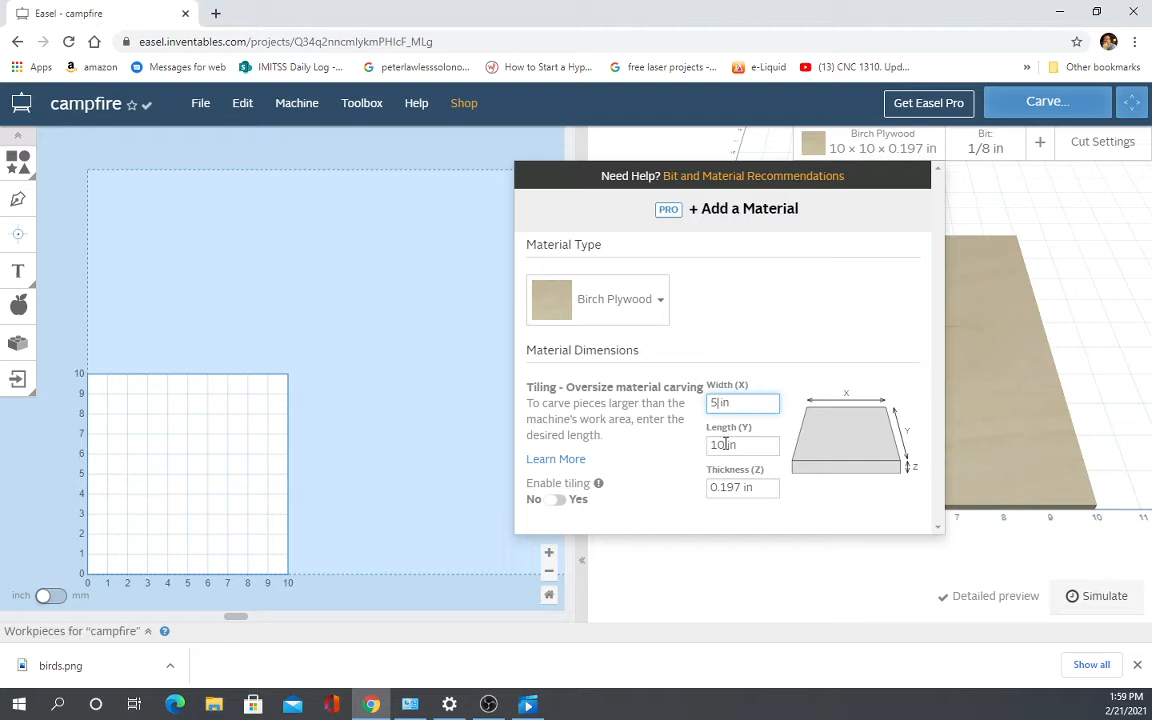 Easel - campfire
easel.inventables.com/projects/Q34q2nncmlykmPHIcF_MLg
Apps amazon Messages for web IMITSS Daily Log -... peterlawlesssolono... How to Start a Hyp... free laser projects -... e-Liquid (13) CNC 1310. Upd... » Other bookmarks
campfire File Edit Machine Toolbox Help Shop Get Easel Pro Carve...
Birch Plywood
10 × 10 × 0.197 in
Bit:
1/8 in
+
Cut Settings
Need Help? Bit and Material Recommendations
PRO + Add a Material
Material Type
Birch Plywood
Material Dimensions
Tiling - Oversize material carving
To carve pieces larger than the
machine's work area, enter the
desired length.
Learn More
Enable tiling
No Yes
Width (X)
5 in
Length (Y)
10 in
Thickness (Z)
0.197 in
X
Y
Z
T
10
9
8
7
6
5
4
3
2
1
0
0 1 2 3 4 5 6 7 8 9 10
7 8 9 10 11
inch mm
Detailed preview
Simulate
Workpieces for "campfire"
birds.png
Show all
1:59 PM
2/21/2021